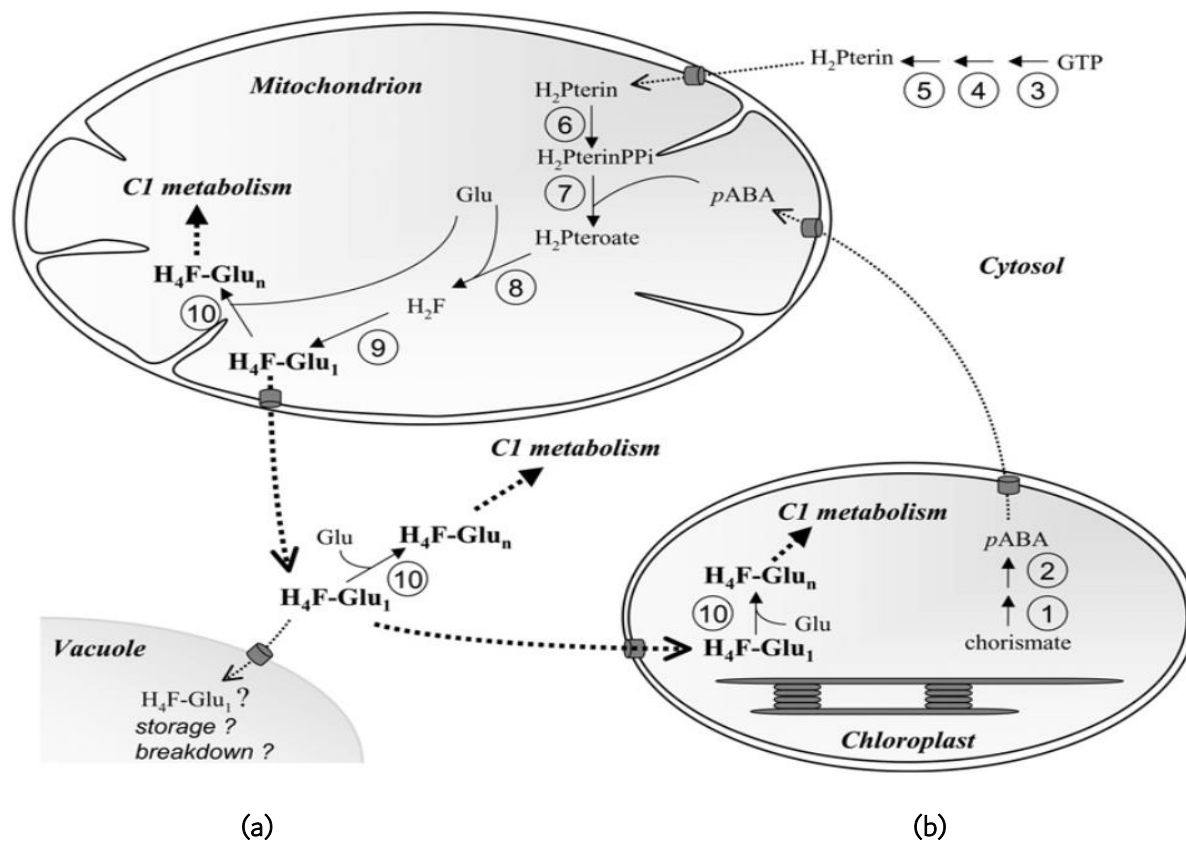 H₂Pterin ⑤ ④ ③ GTP
Mitochondrion
H₂Pterin
⑥
H₂PterinPPi
⑦
pABA
H₂Pteroate
Glu
C1 metabolism
H₄F-Gluₙ
⑩
⑧
H₂F
⑨
H₄F-Glu₁
Cytosol
C1 metabolism
Glu
H₄F-Gluₙ
⑩
H₄F-Glu₁
Vacuole
H₄F-Glu₁ ?
storage ?
breakdown ?
C1 metabolism
pABA
②
①
chorismate
H₄F-Gluₙ
⑩
Glu
H₄F-Glu₁
Chloroplast
(a)
(b)